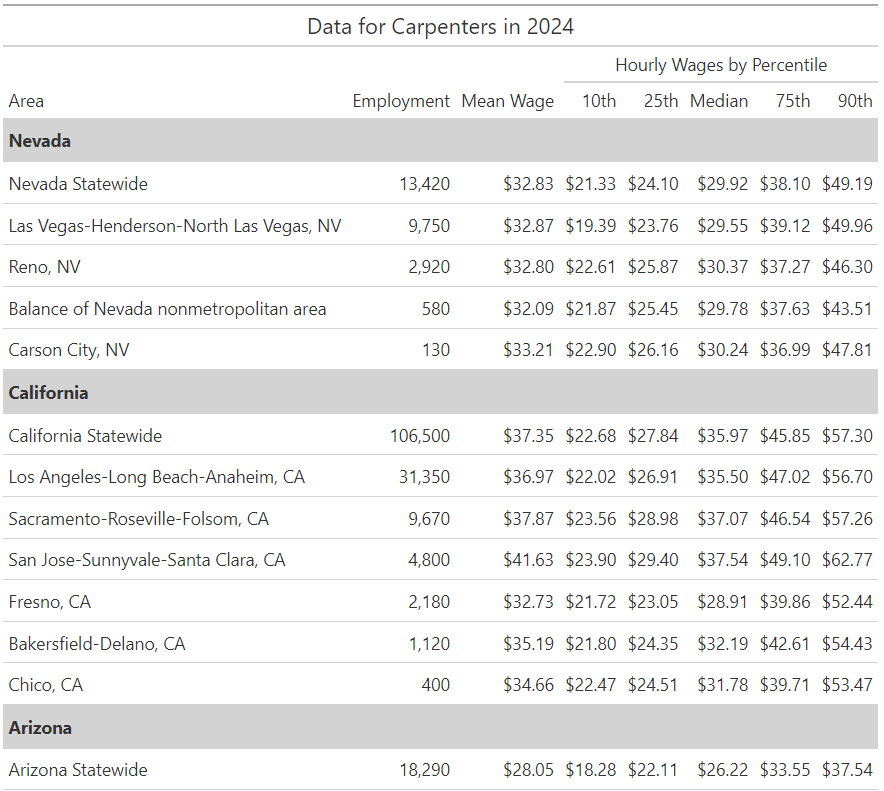 Data for Carpenters in 2024
Hourly Wages by Percentile
Area Employment Mean Wage 10th 25th Median 75th 90th
Nevada
Nevada Statewide 13,420 $32.83 $21.33 $24.10 $29.92 $38.10 $49.19
Las Vegas-Henderson-North Las Vegas, NV 9,750 $32.87 $19.39 $23.76 $29.55 $39.12 $49.96
Reno, NV 2,920 $32.80 $22.61 $25.87 $30.37 $37.27 $46.30
Balance of Nevada nonmetropolitan area 580 $32.09 $21.87 $25.45 $29.78 $37.63 $43.51
Carson City, NV 130 $33.21 $22.90 $26.16 $30.24 $36.99 $47.81
California
California Statewide 106,500 $37.35 $22.68 $27.84 $35.97 $45.85 $57.30
Los Angeles-Long Beach-Anaheim, CA 31,350 $36.97 $22.02 $26.91 $35.50 $47.02 $56.70
Sacramento-Roseville-Folsom, CA 9,670 $37.87 $23.56 $28.98 $37.07 $46.54 $57.26
San Jose-Sunnyvale-Santa Clara, CA 4,800 $41.63 $23.90 $29.40 $37.54 $49.10 $62.77
Fresno, CA 2,180 $32.73 $21.72 $23.05 $28.91 $39.86 $52.44
Bakersfield-Delano, CA 1,120 $35.19 $21.80 $24.35 $32.19 $42.61 $54.43
Chico, CA 400 $34.66 $22.47 $24.51 $31.78 $39.71 $53.47
Arizona
Arizona Statewide 18,290 $28.05 $18.28 $22.11 $26.22 $33.55 $37.54